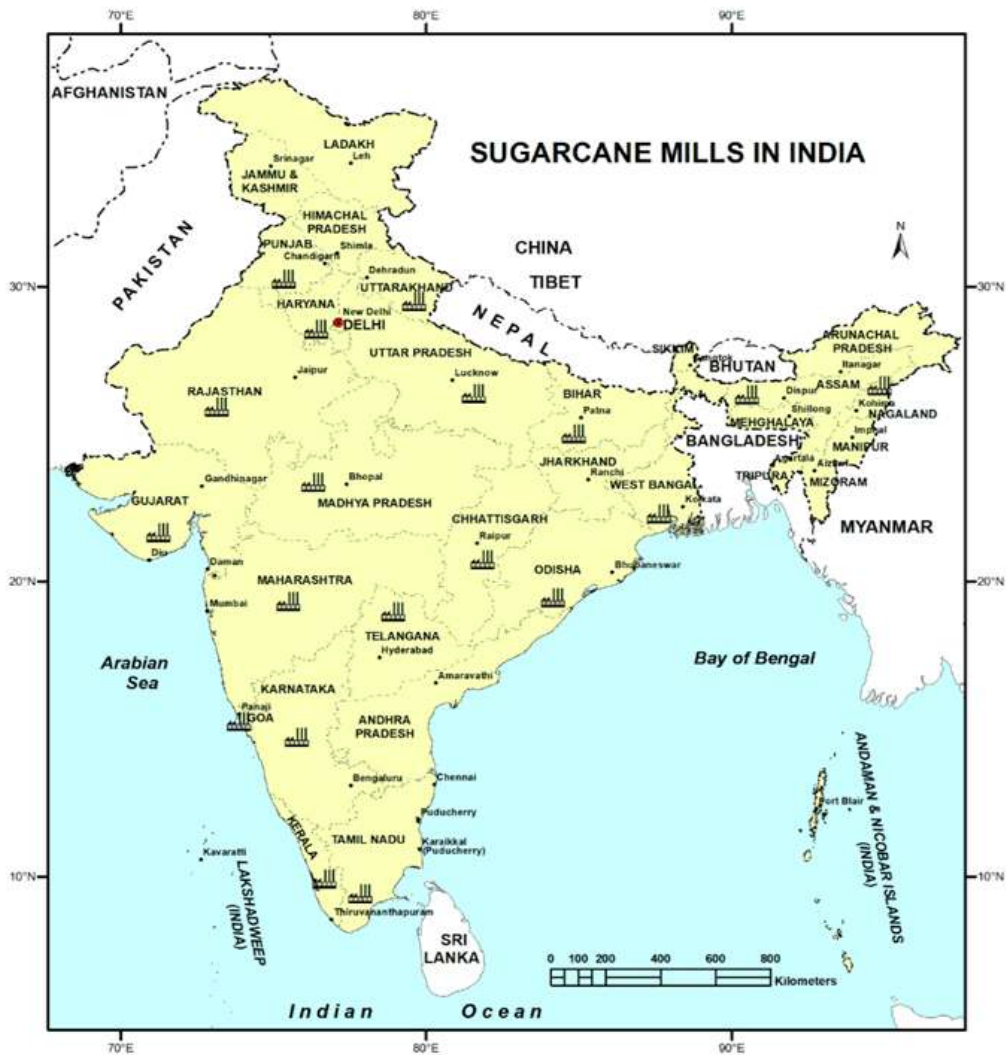 70°E 80°E 90°E
AFGHANISTAN
LADAKH
Leh
SUGARCANE MILLS IN INDIA
Srinagar
JAMMU &
KASHMIR
HIMACHAL
PRADESH
N
PAKISTAN
PUNJAB
Shimla
Chandigarh
CHINA
TIBET
Dehradun
UTTARAKHAND
30°N 30°N
HARYANA
New Delhi
DELHI
NEPAL
UTTAR PRADESH
SIKKIM
ARUNACHAL
PRADESH
BHUTAN
Itanagar
Jaipur
Lucknow
RAJASTHAN
BIHAR
Dispur
ASSAM
Patna
Shillong
Kohima
NAGALAND
MEHGHALAYA
Imphal
BANGLADESH
MANIPUR
JHARKHAND
Agartala
Aizawl
Ranchi
Gandhinagar
Bhopal
WEST BANGAL
TRIPURA
MIZORAM
GUJARAT
MADHYA PRADESH
Kolkata
CHHATTISGARH
MYANMAR
Raipur
Diu
Daman
ODISHA
Bhubaneswar
20°N 20°N
MAHARASHTRA
Mumbai
TELANGANA
Hyderabad
Arabian
Sea
Bay of Bengal
Amaravathi
KARNATAKA
Panaji
GOA
ANDHRA
PRADESH
Bengaluru
Chennai
ANDAMAN & NICOBAR ISLANDS
(INDIA)
Port Blair
Puducherry
KERALA
TAMIL NADU
Karaikkal
(Puducherry)
Kavaratti
LAKSHADWEEP
(INDIA)
10°N 10°N
Thiruvananthapuram
SRI
LANKA
0 100 200 400 600 800
Kilometers
Indian Ocean
70°E 80°E 90°E